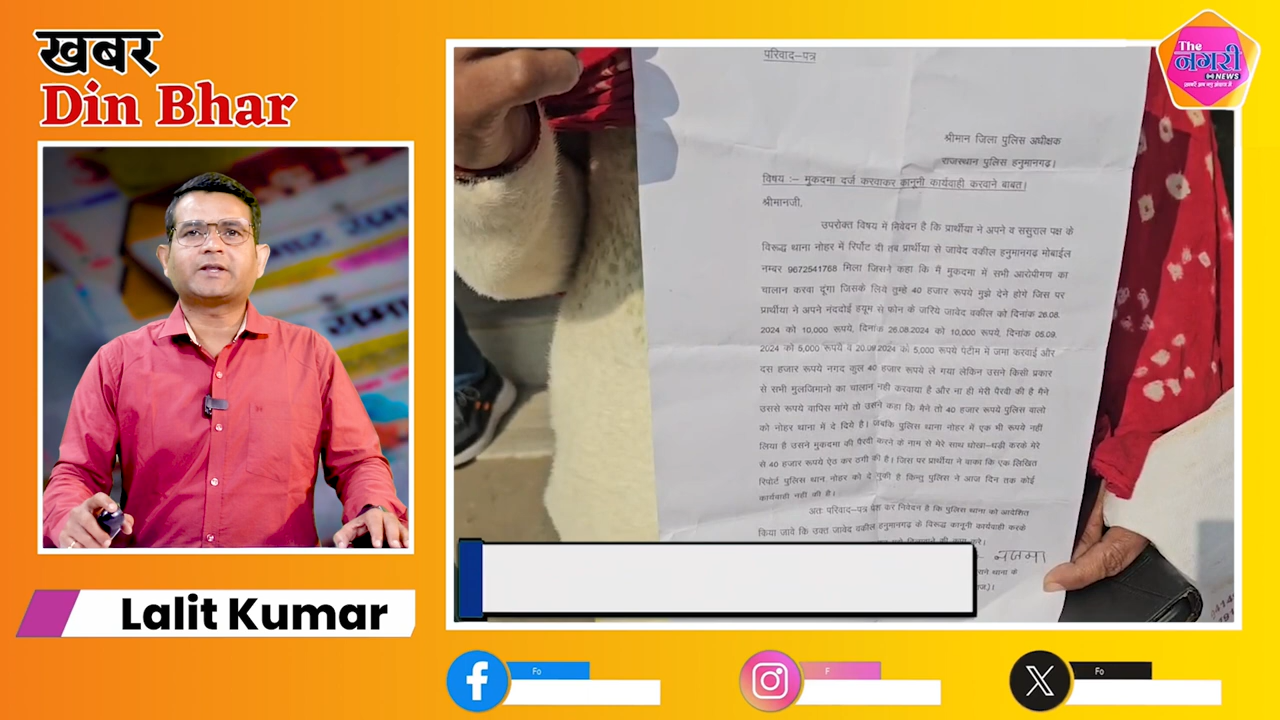 खबर
Din Bhar
The
नगरी
NEWS
Lalit Kumar
परिवाद–पत्र
श्रीमान जिला पुलिस अधीक्षक
राजस्थान पुलिस हनुमानगढ़।
विषय :– मुकदमा दर्ज करवाकर कानूनी कार्यवाही करवाने बाबत।
श्रीमानजी,
उपरोक्त विषय में निवेदन है कि प्रार्थीया ने अपने व ससुराल पक्ष के
विरूद्ध थाना नोहर में रिर्पोट दी तब प्रार्थीया से जावेद वकील हनुमानगढ मोबाईल
नम्बर 9672541768 मिला जिसने कहा कि मैं मुकदमा में सभी आरोपीगण का
चालान करवा दूंगा जिसके लिये तुम्हे 40 हजार रूपये मुझे देने होगे जिस पर
प्रार्थीया ने अपने नंददोई हयूम से फोन के जरिये जावेद वकील को दिनांक 26.08.
2024 को 10,000 रूपये, दिनांक 26.08.2024 को 10,000 रूपये, दिनांक 05.09.
2024 को 5,000 रूपये व 20.09.2024 को 5,000 रूपये पेटीम में जमा करवाई और
दस हजार रूपये नगद कुल 40 हजार रूपये ले गया लेकिन उसने किसी प्रकार
से सभी मुलजिमानो का चालान नही करवाया है और ना ही मेरी पैरवी की है मैने
उससे रूपये वापिस मांगे तो उसने कहा कि मैने तो 40 हजार रूपये पुलिस वालो
को नोहर थाना में दे दिये है। जबकि पुलिस थाना नोहर में एक भी रूपये नहीं
लिया है उसने मुकदमा की पैरवी करने के नाम से मेरे साथ धोखा–धडी करके मेरे
से 40 हजार रूपये ऐठ कर ठगी की है। जिस पर प्रार्थीया ने वाका कि एक लिखित
रिपोर्ट पुलिस थान नोहर को दे चुकी है किन्तु पुलिस ने आज दिन तक कोई
कार्यवाही नही की है।
अतः परिवाद–पत्र पेश कर निवेदन है कि पुलिस थाना को आदेशित
किया जावे कि उक्त जावेद वकील हनुमानगढ के विरूद्ध कानूनी कार्यवाही करके
करे।
नजमा
थाना के
Fo
F
Fo